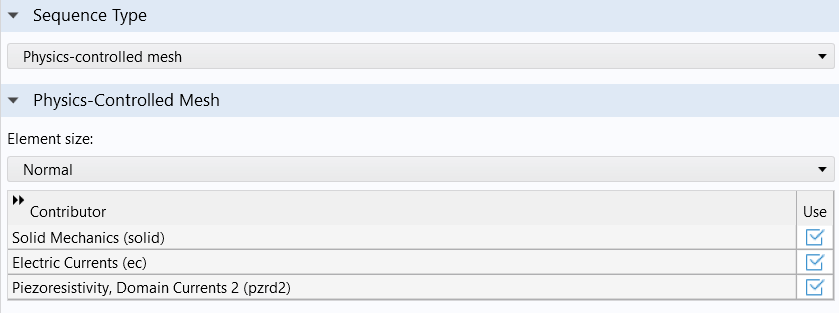 Sequence Type
Physics-controlled mesh
Physics-Controlled Mesh
Element size:
Normal
Contributor Use
Solid Mechanics (solid)
Electric Currents (ec)
Piezoresistivity, Domain Currents 2 (pzrd2)